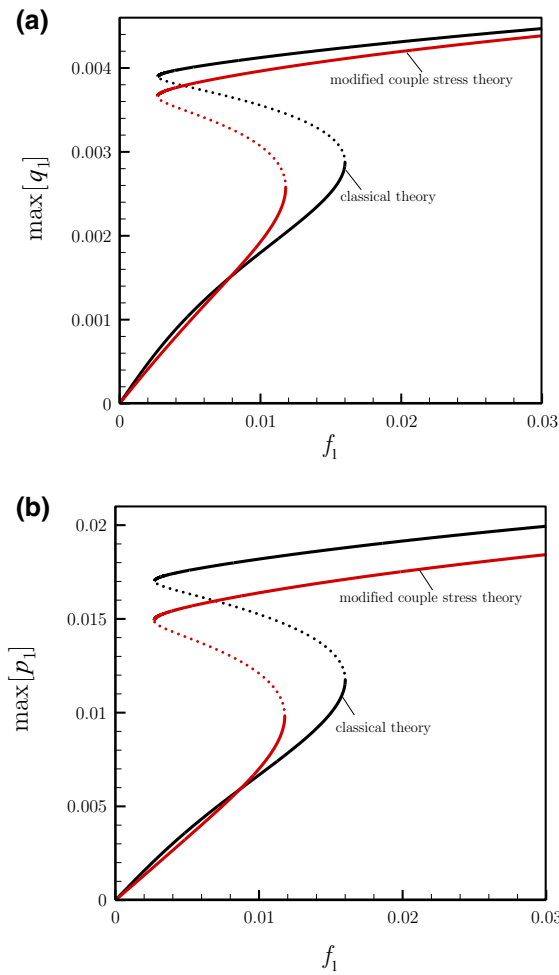 (a)
max[q₁]
0.004
0.003
0.002
0.001
0
modified couple stress theory
classical theory
0 0.01 0.02 0.03
f₁
(b)
max[p₁]
0.02
0.015
0.01
0.005
0
modified couple stress theory
classical theory
0 0.01 0.02 0.03
f₁